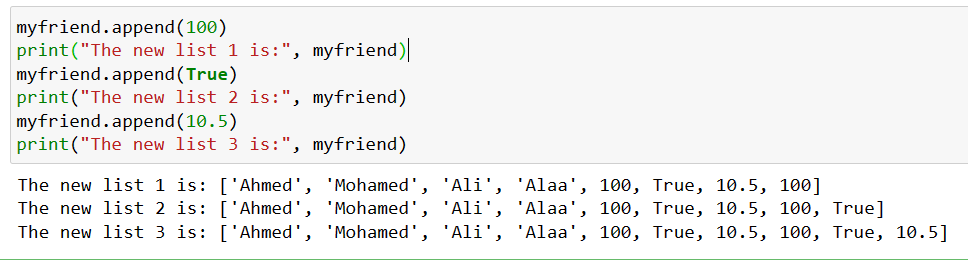 myfriend.append(100)
print("The new list 1 is:", myfriend)
myfriend.append(True)
print("The new list 2 is:", myfriend)
myfriend.append(10.5)
print("The new list 3 is:", myfriend)
The new list 1 is: ['Ahmed', 'Mohamed', 'Ali', 'Alaa', 100, True, 10.5, 100]
The new list 2 is: ['Ahmed', 'Mohamed', 'Ali', 'Alaa', 100, True, 10.5, 100, True]
The new list 3 is: ['Ahmed', 'Mohamed', 'Ali', 'Alaa', 100, True, 10.5, 100, True, 10.5]